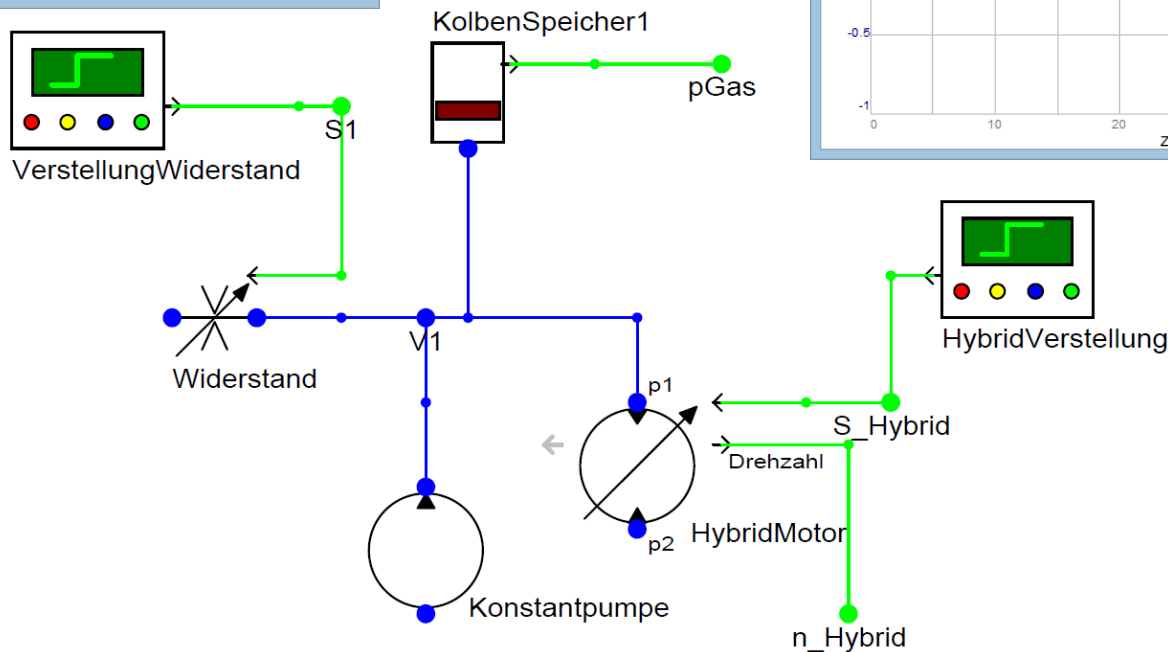 KolbenSpeicher1
-0.5
pGas
-1
0
10
20
S1
VerstellungWiderstand
HybridVerstellung
V1
Widerstand
p1
S_Hybrid
Drehzahl
p2
HybridMotor
Konstantpumpe
n_Hybrid